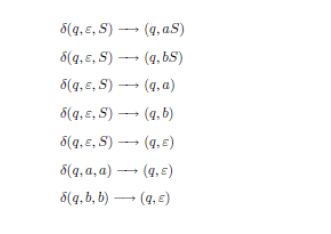 δ(q, ε, S) ⟶ (q, aS)
δ(q, ε, S) ⟶ (q, bS)
δ(q, ε, S) ⟶ (q, a)
δ(q, ε, S) ⟶ (q, b)
δ(q, ε, S) ⟶ (q, ε)
δ(q, a, a) ⟶ (q, ε)
δ(q, b, b) ⟶ (q, ε)